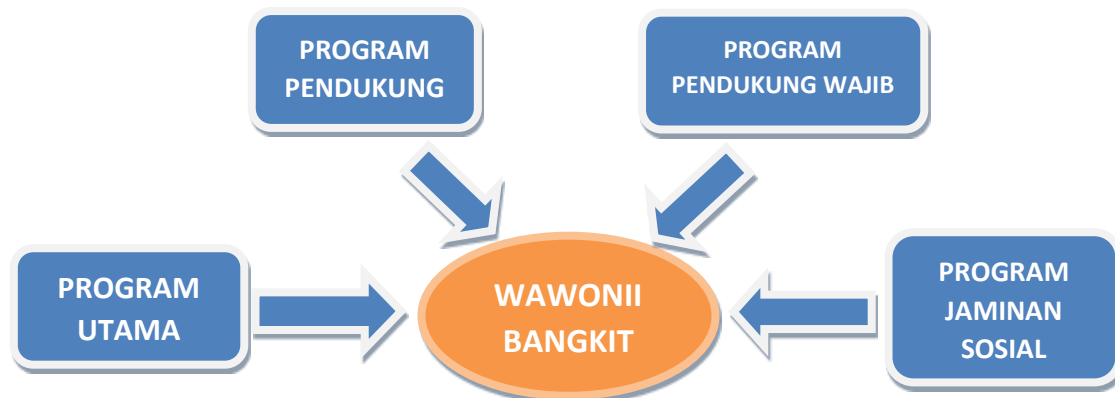 PROGRAM
PENDUKUNG
PROGRAM
PENDUKUNG WAJIB
PROGRAM
UTAMA
WAWONII
BANGKIT
PROGRAM
JAMINAN
SOSIAL